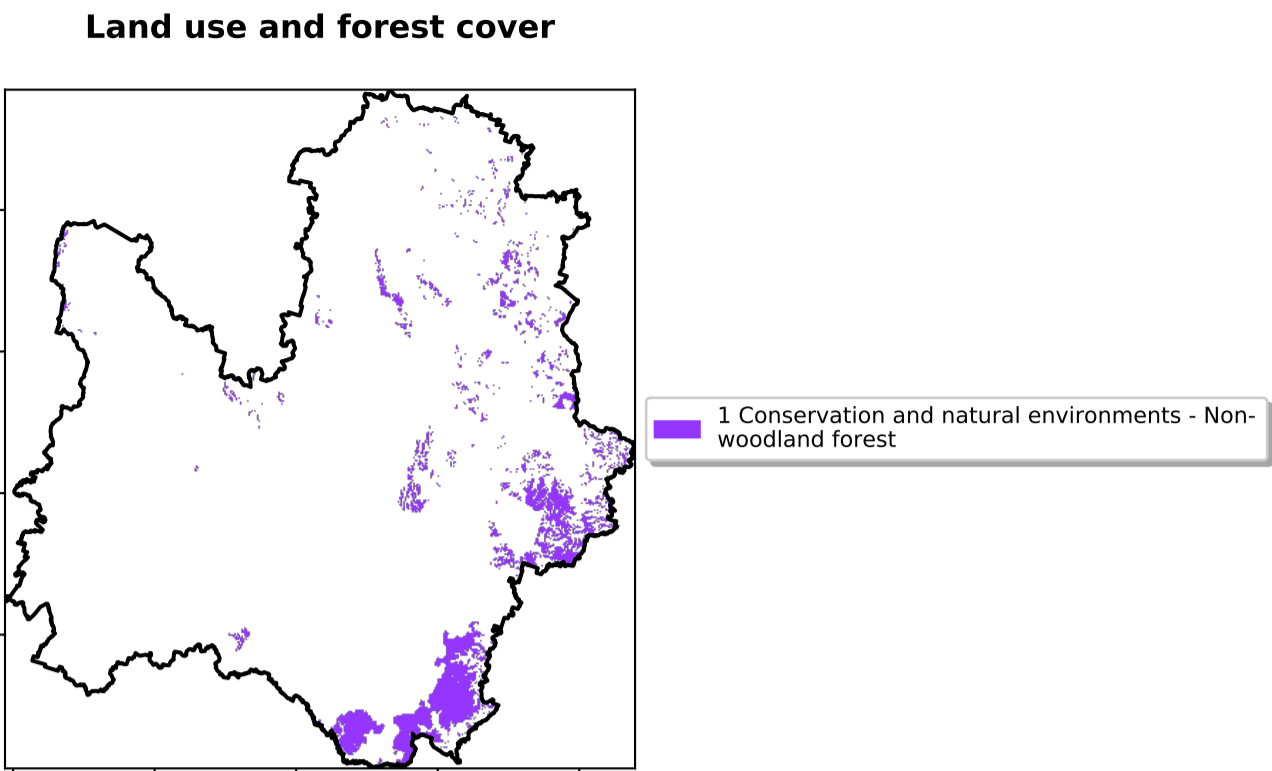 Land use and forest cover
1 Conservation and natural environments - Non-
woodland forest